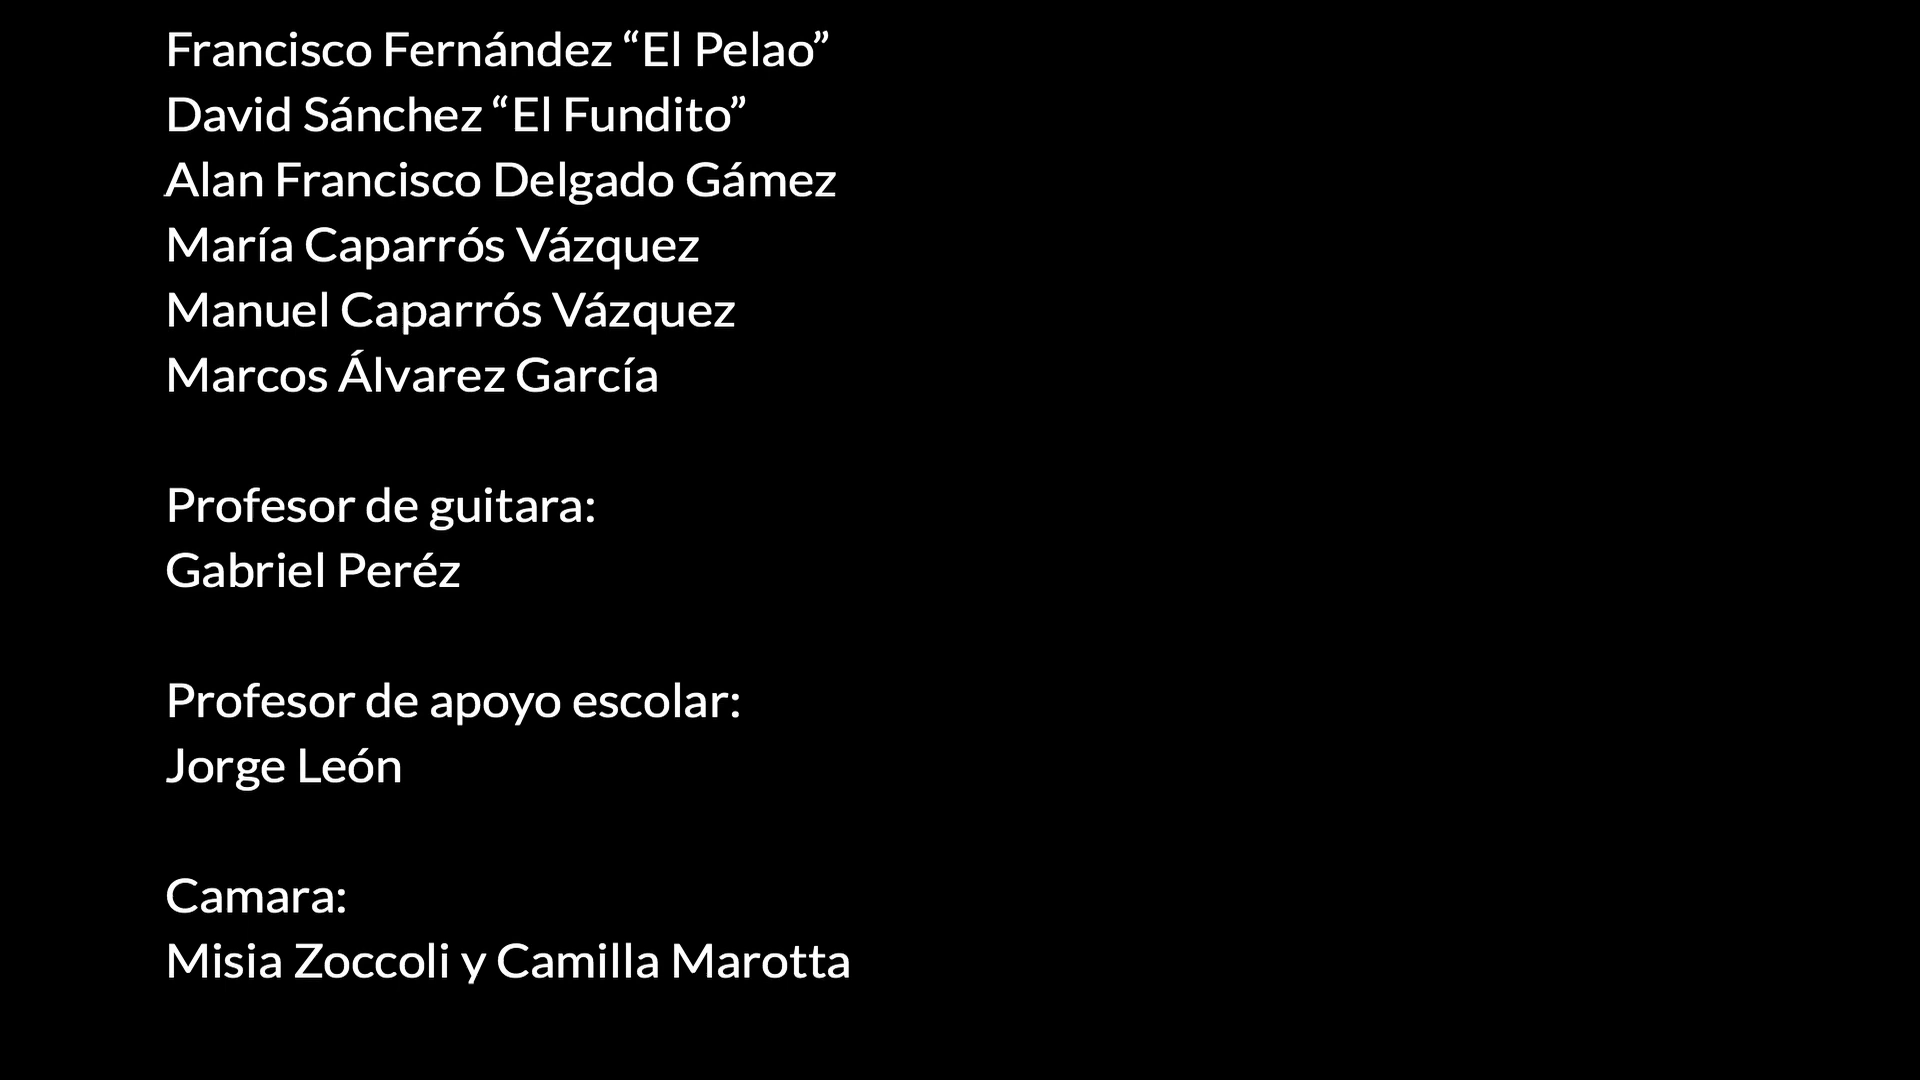 Francisco Fernández “El Pelao”
David Sánchez “El Fundito”
Alan Francisco Delgado Gámez
María Caparrós Vázquez
Manuel Caparrós Vázquez
Marcos Álvarez García
Profesor de guitara:
Gabriel Peréz
Profesor de apoyo escolar:
Jorge León
Camara:
Misia Zoccoli y Camilla Marotta